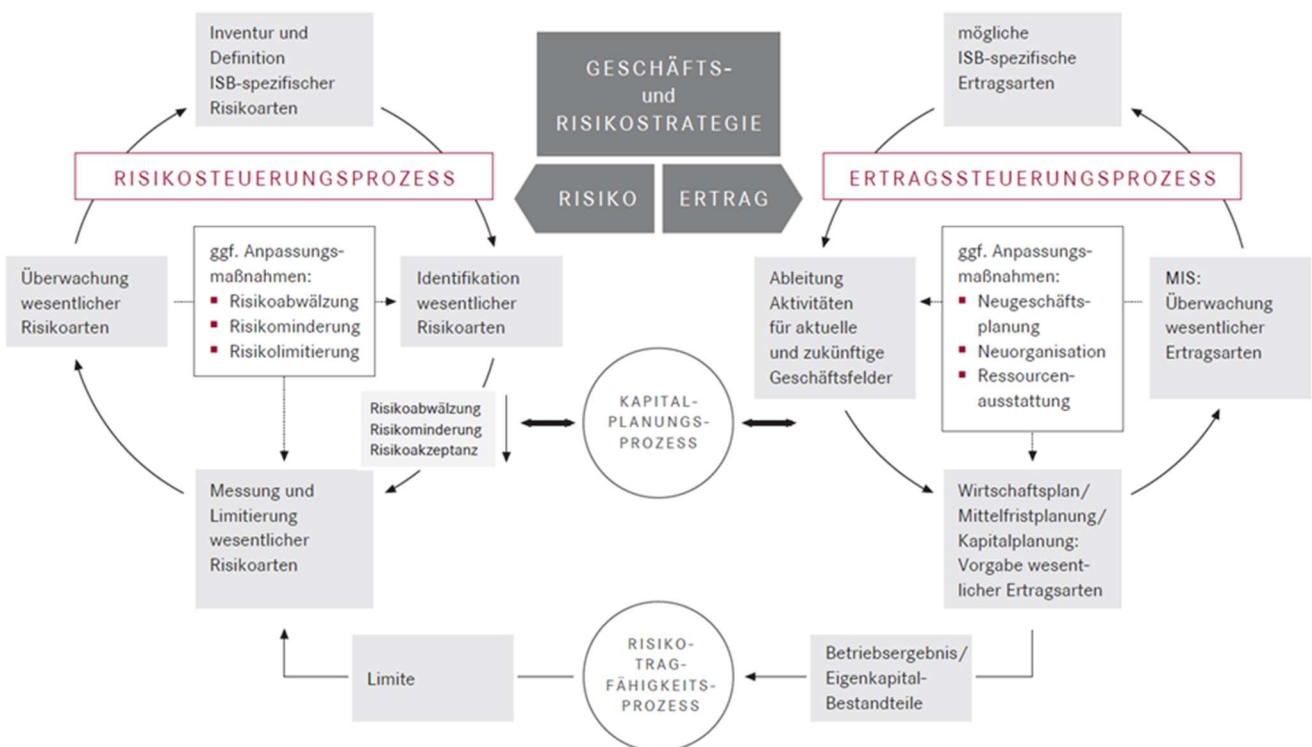 Inventur und
Definition
ISB-spezifischer
Risikoarten
GESCHÄFTS-
und
RISIKOSTRATEGIE
mögliche
ISB-spezifische
Ertragsarten
RISIKOSTEUERUNGSPROZESS
RISIKO
ERTRAG
ERTRAGSSTEUERUNGSPROZESS
Überwachung
wesentlicher
Risikoarten
ggf. Anpassungs-
maßnahmen:
Risikoabwälzung
Risikominderung
Risikolimitierung
Identifikation
wesentlicher
Risikoarten
Ableitung
Aktivitäten
für aktuelle
und zukünftige
Geschäftsfelder
ggf. Anpassungs-
maßnahmen:
Neugeschäfts-
planung
Neuorganisation
Ressourcen-
ausstattung
MIS:
Überwachung
wesentlicher
Ertragsarten
Risikoabwälzung
Risikominderung
Risikoakzeptanz
KAPITAL-
PLANUNGS-
PROZESS
Messung und
Limitierung
wesentlicher
Risikoarten
Wirtschaftsplan/
Mittelfristplanung/
Kapitalplanung:
Vorgabe wesent-
licher Ertragsarten
Limite
RISIKO-
TRAG-
FÄHIGKEITS-
PROZESS
Betriebsergebnis/
Eigenkapital-
Bestandteile